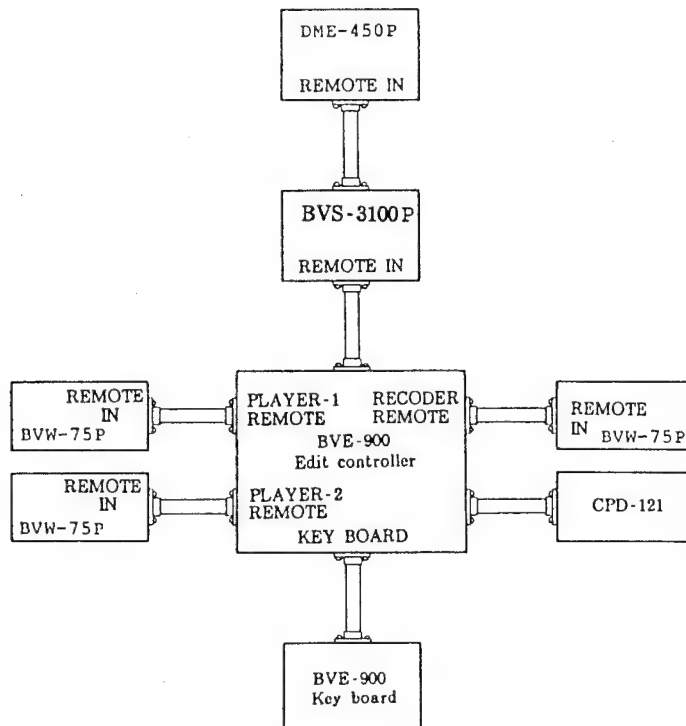 DME-450P
REMOTE IN
BVS-3100P
REMOTE IN
REMOTE
IN
BVW-75P
PLAYER-1
REMOTE
RECODER
REMOTE
BVE-900
Edit controller
REMOTE
IN
BVW-75P
REMOTE
IN
BVW-75P
PLAYER-2
REMOTE
KEY BOARD
CPD-121
BVE-900
Key board